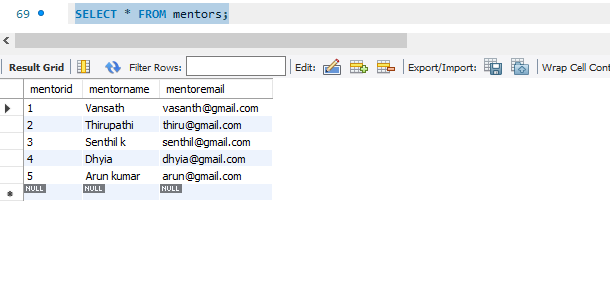 69 SELECT * FROM mentors;
Result Grid Filter Rows: Edit: Export/Import: Wrap Cell Cont
mentorid mentorname mentoremail
1 Vansath vasanth@gmail.com
2 Thirupathi thiru@gmail.com
3 Senthil k senthil@gmail.com
4 Dhyia dhyia@gmail.com
5 Arun kumar arun@gmail.com
NULL NULL NULL